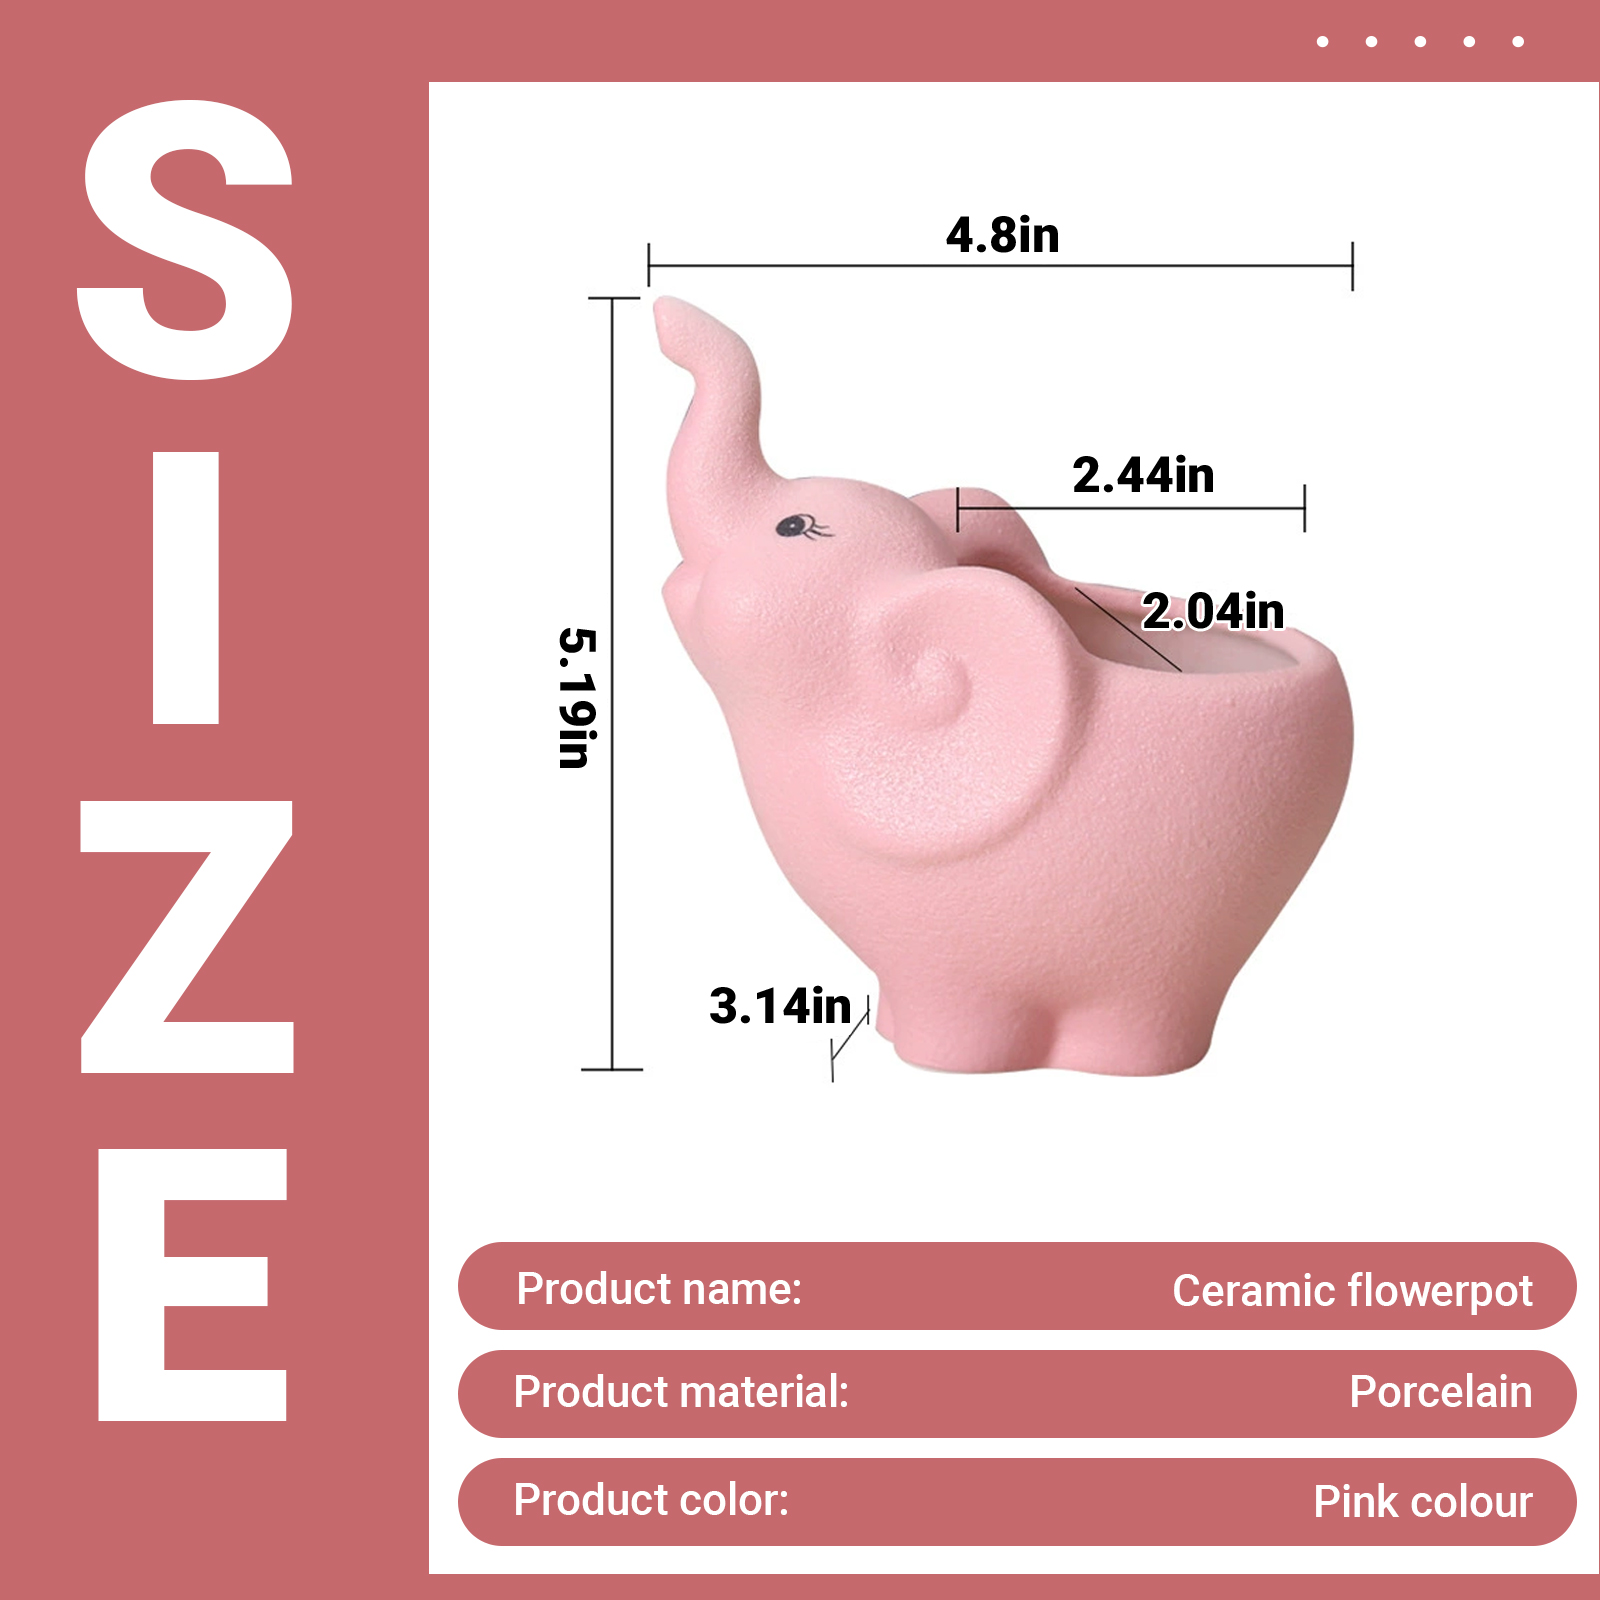 SIZE
4.8in
2.44in
2.04in
5.19in
3.14in
Product name: Ceramic flowerpot
Product material: Porcelain
Product color: Pink colour